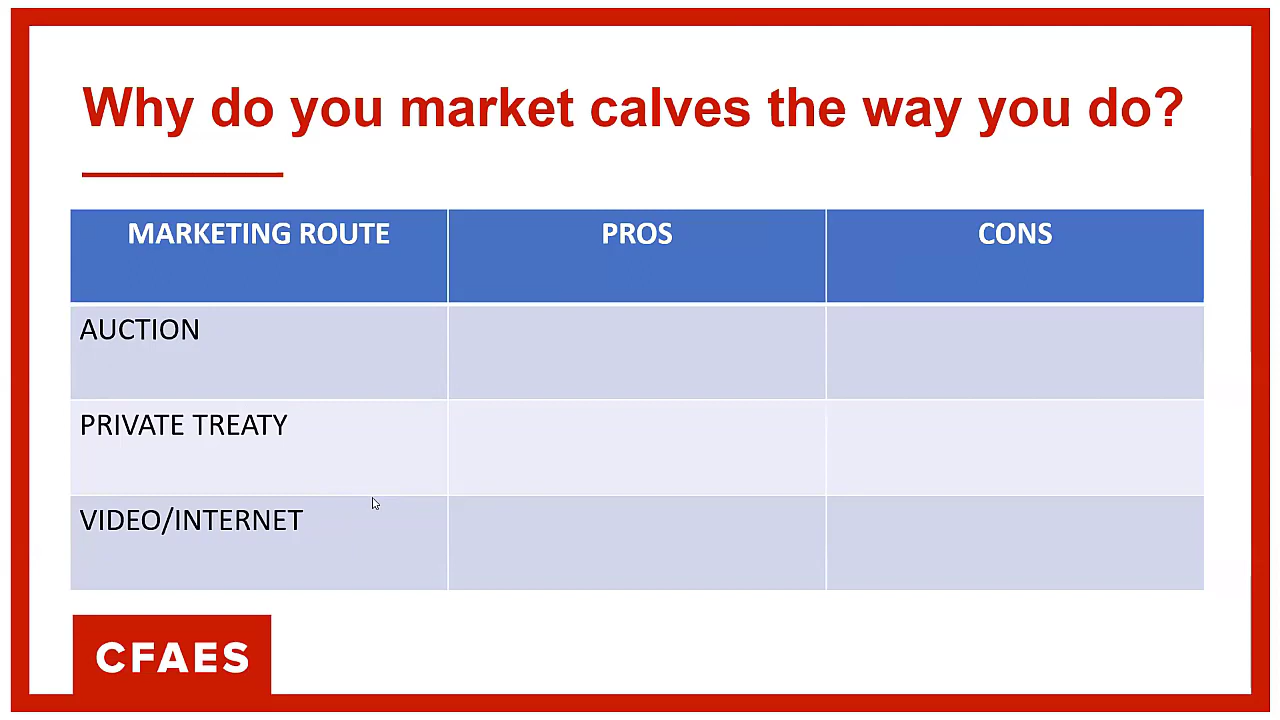 Why do you market calves the way you do?
MARKETING ROUTE PROS CONS
AUCTION
PRIVATE TREATY
VIDEO/INTERNET
CFAES